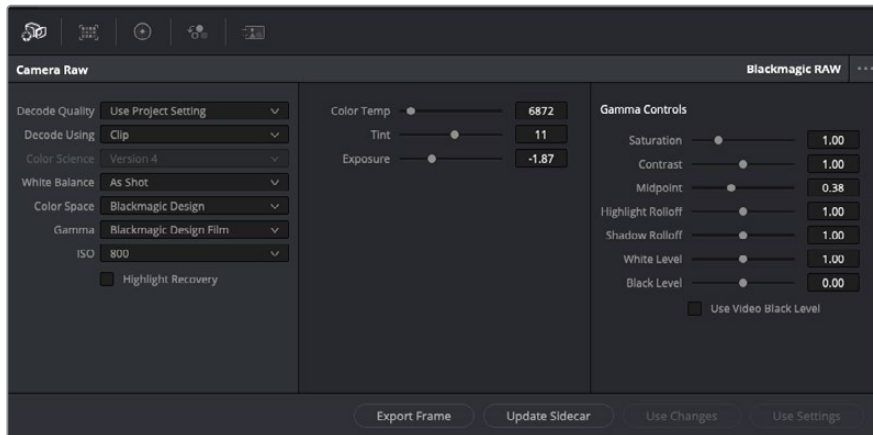 Camera Raw
Blackmagic RAW
Decode Quality Use Project Setting
Decode Using Clip
Color Science Version 4
White Balance As Shot
Color Space Blackmagic Design
Gamma Blackmagic Design Film
ISO 800
Highlight Recovery
Color Temp 6872
Tint 11
Exposure -1.87
Gamma Controls
Saturation 1.00
Contrast 1.00
Midpoint 0.38
Highlight Rolloff 1.00
Shadow Rolloff 1.00
White Level 1.00
Black Level 0.00
Use Video Black Level
Export Frame
Update Sidecar
Use Changes
Use Settings